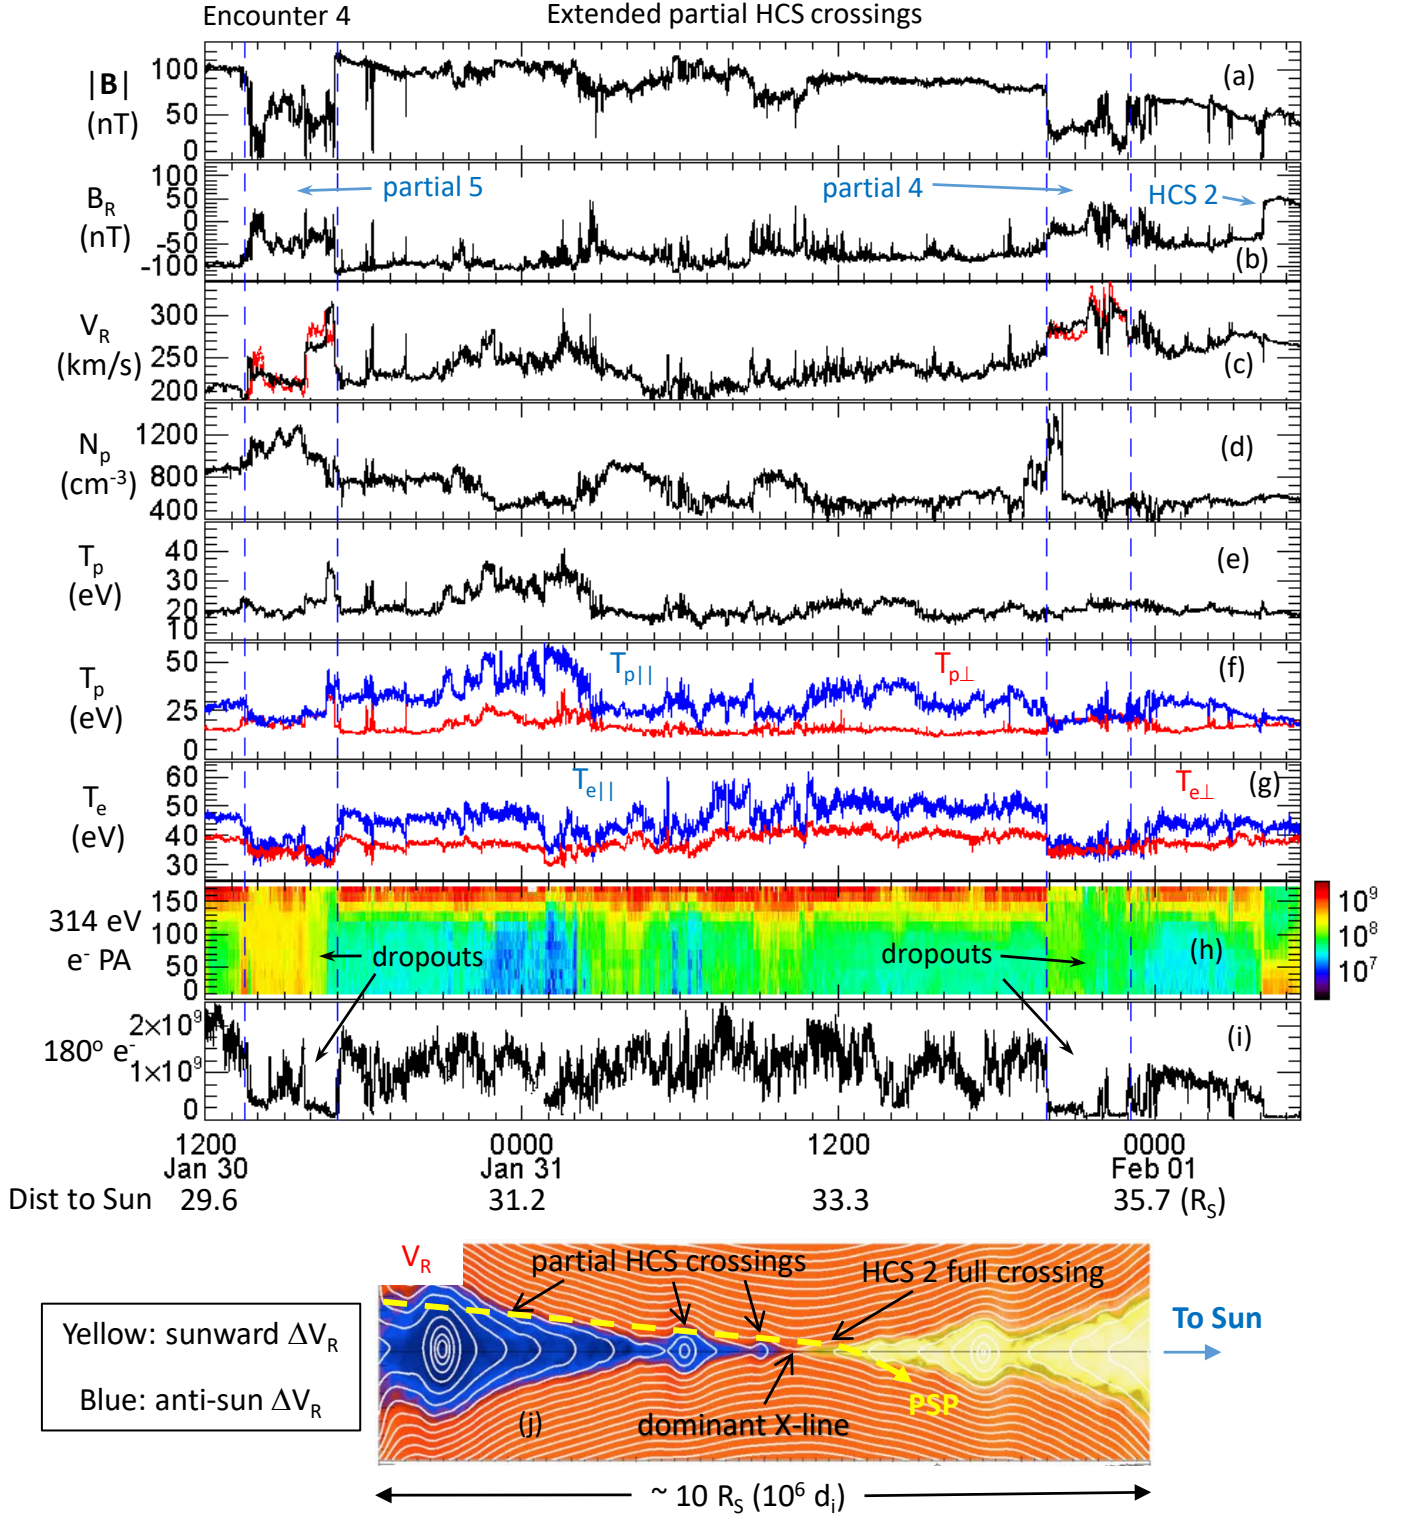 Encounter 4
Extended partial HCS crossings
|B|
(nT)
100
50
0
(a)
B_R
(nT)
100
50
0
-50
-100
partial 5
partial 4
HCS 2
(b)
V_R
(km/s)
300
250
200
(c)
N_p
(cm^-3)
1200
800
400
(d)
T_p
(eV)
40
30
20
10
(e)
T_p
(eV)
50
25
0
T_p||
T_p⊥
(f)
T_e
(eV)
60
50
40
30
T_e||
T_e⊥
(g)
314 eV
e^- PA
150
100
50
0
dropouts
dropouts
(h)
10^9
10^8
10^7
180º e^-
2×10^9
1×10^9
0
(i)
1200 0000 1200 0000
Jan 30 Jan 31 Feb 01
Dist to Sun 29.6 31.2 33.3 35.7 (R_S)
V_R
partial HCS crossings
HCS 2 full crossing
Yellow: sunward ΔV_R
Blue: anti-sun ΔV_R
To Sun
PSP
(j)
dominant X-line
~ 10 R_S (10^6 d_i)